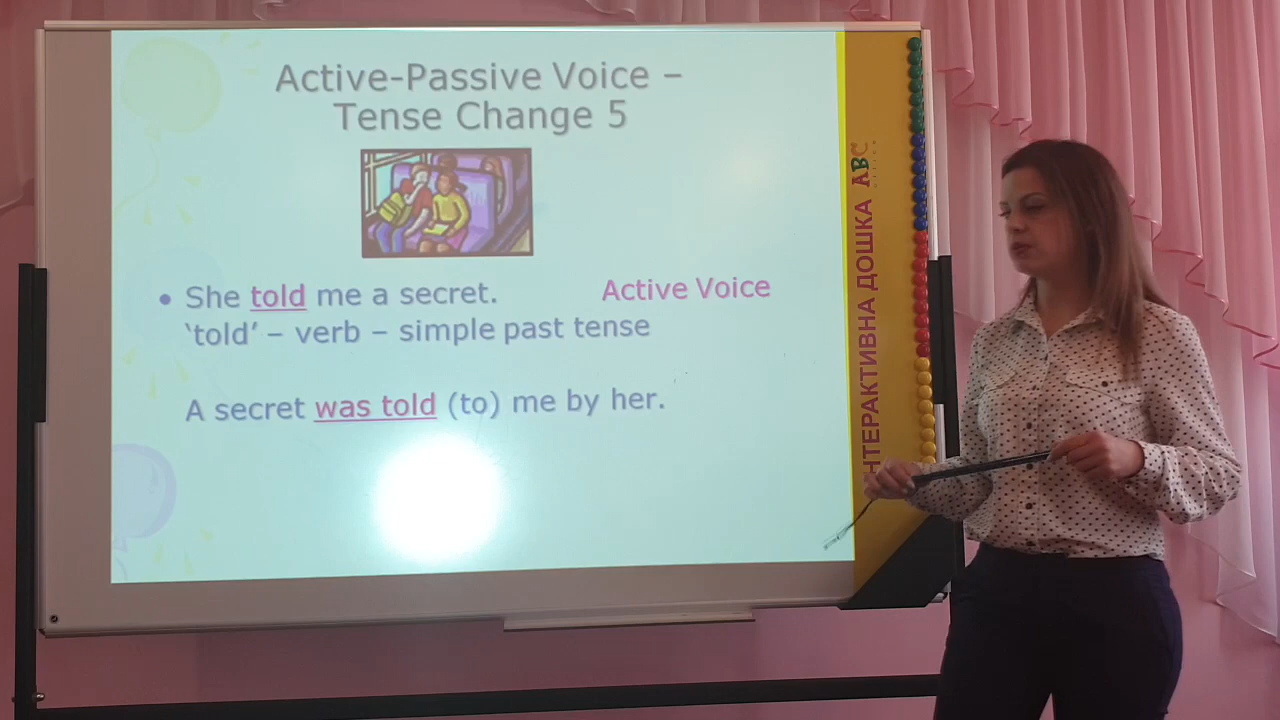 Active-Passive Voice –
Tense Change 5
• She told me a secret. Active Voice
‘told’ – verb – simple past tense
A secret was told (to) me by her.
НТЕРАКТИВНА ДОШКА ABC